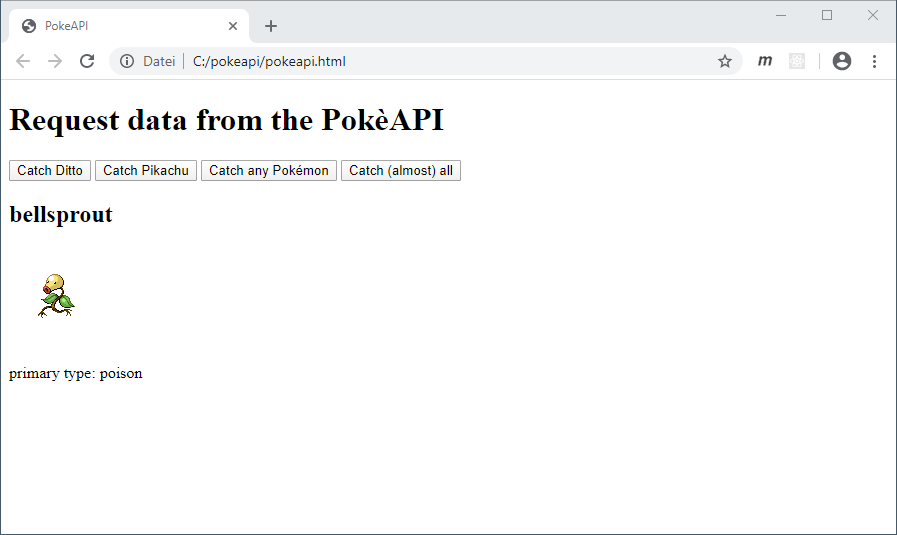 PokeAPI
Datei C:/pokeapi/pokeapi.html m
Request data from the PokèAPI
Catch Ditto Catch Pikachu Catch any Pokémon Catch (almost) all
bellsprout
primary type: poison